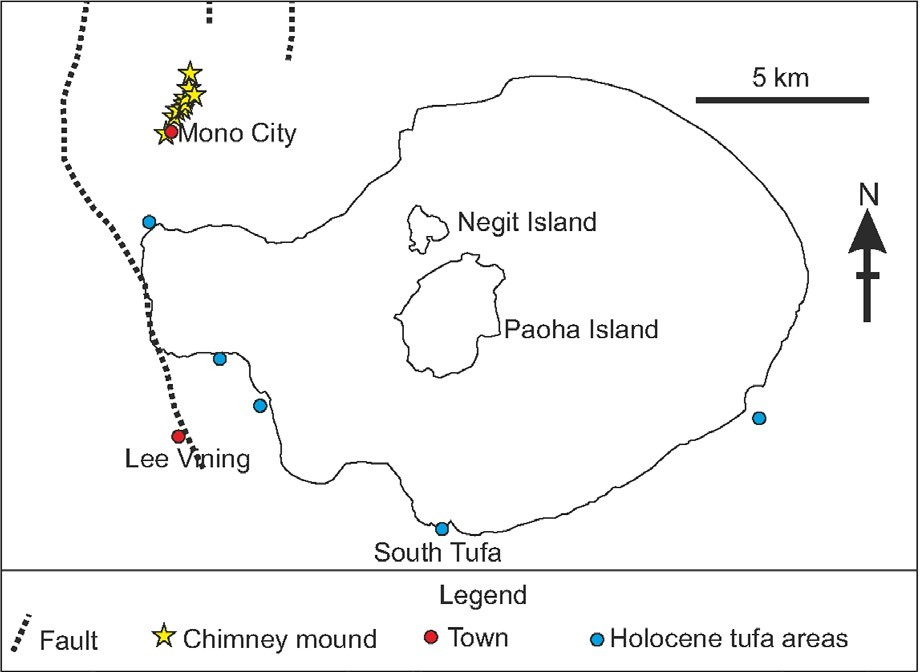 5 km
Mono City
N
Negit Island
Paoha Island
Lee Vining
South Tufa
Legend
Fault
Chimney mound
Town
Holocene tufa areas